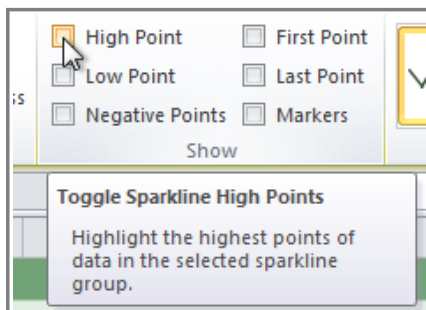 High Point First Point
Low Point Last Point
ss
Negative Points Markers
Show
Toggle Sparkline High Points
Highlight the highest points of
data in the selected sparkline
group.